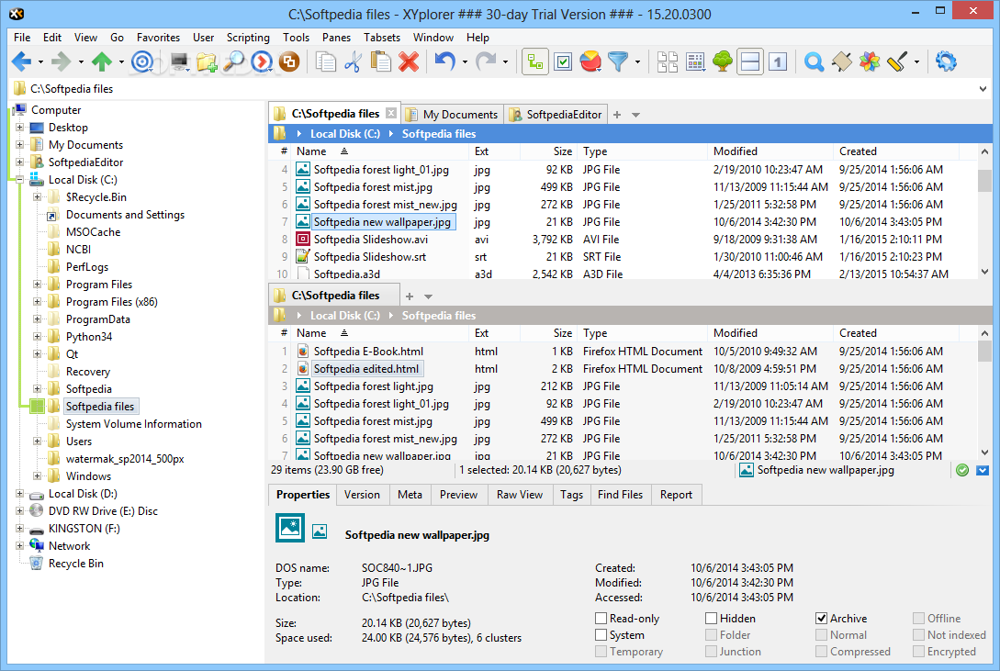 C:\Softpedia files - XYplorer ### 30-day Trial Version ### - 15.20.0300
File Edit View Go Favorites User Scripting Tools Panes Tabsets Window Help
1
C:\Softpedia files
Computer
Desktop
My Documents
SoftpediaEditor
Local Disk (C:)
$Recycle.Bin
Documents and Settings
MSOCache
NCBI
PerfLogs
Program Files
Program Files (x86)
ProgramData
Python34
Qt
Recovery
Softpedia
Softpedia files
System Volume Information
Users
watermak_sp2014_500px
Windows
Local Disk (D:)
DVD RW Drive (E:) Disc
KINGSTON (F:)
Network
Recycle Bin
C:\Softpedia files My Documents SoftpediaEditor +
Local Disk (C:) Softpedia files
# Name Ext Size Type Modified Created
4 Softpedia forest light_01.jpg jpg 92 KB JPG File 2/19/2010 10:23:47 AM 9/25/2014 1:56:06 AM
5 Softpedia forest mist.jpg jpg 499 KB JPG File 11/13/2009 11:15:44 AM 9/25/2014 1:56:06 AM
6 Softpedia forest mist_new.jpg jpg 272 KB JPG File 1/25/2011 5:32:58 PM 9/25/2014 1:56:06 AM
7 Softpedia new wallpaper.jpg jpg 21 KB JPG File 10/6/2014 3:42:30 PM 10/6/2014 3:43:05 PM
8 Softpedia Slideshow.avi avi 3,792 KB AVI File 9/18/2009 9:31:38 AM 1/16/2015 2:10:11 PM
9 Softpedia Slideshow.srt srt 21 KB SRT File 1/30/2010 11:00:46 AM 1/16/2015 2:10:23 PM
10 Softpedia.a3d a3d 2,542 KB A3D File 4/4/2013 6:35:36 PM 2/13/2015 10:54:37 AM
C:\Softpedia files +
Local Disk (C:) Softpedia files
# Name Ext Size Type Modified Created
1 Softpedia E-Book.html html 1 KB Firefox HTML Document 10/5/2010 9:49:32 AM 9/25/2014 1:56:06 AM
2 Softpedia edited.html html 2 KB Firefox HTML Document 10/8/2009 4:59:51 PM 9/25/2014 1:56:06 AM
3 Softpedia forest light.jpg jpg 212 KB JPG File 11/13/2009 11:05:14 AM 9/25/2014 1:56:06 AM
4 Softpedia forest light_01.jpg jpg 92 KB JPG File 2/19/2010 10:23:47 AM 9/25/2014 1:56:06 AM
5 Softpedia forest mist.jpg jpg 499 KB JPG File 11/13/2009 11:15:44 AM 9/25/2014 1:56:06 AM
6 Softpedia forest mist_new.jpg jpg 272 KB JPG File 1/25/2011 5:32:58 PM 9/25/2014 1:56:06 AM
7 Softpedia new wallpaper.jpg jpg 21 KB JPG File 10/6/2014 3:42:30 PM 10/6/2014 3:43:05 PM
29 items (23.90 GB free) 1 selected: 20.14 KB (20,627 bytes) Softpedia new wallpaper.jpg
Properties Version Meta Preview Raw View Tags Find Files Report
Softpedia new wallpaper.jpg
DOS name: SOC840~1.JPG Created: 10/6/2014 3:43:05 PM
Type: JPG File Modified: 10/6/2014 3:42:30 PM
Location: C:\Softpedia files\ Accessed: 10/6/2014 3:43:05 PM
Read-only Hidden Archive Offline
Size: 20.14 KB (20,627 bytes)
System Folder Normal Not indexed
Space used: 24.00 KB (24,576 bytes), 6 clusters
Temporary Junction Compressed Encrypted